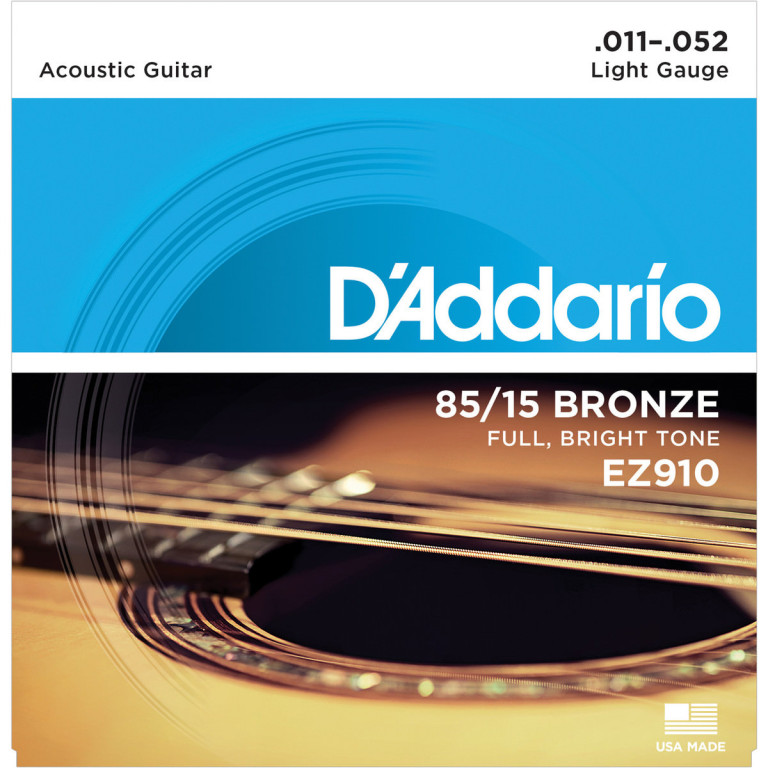 .011–.052
Acoustic Guitar
Light Gauge
D'Addario
85/15 BRONZE
FULL, BRIGHT TONE
EZ910
USA MADE